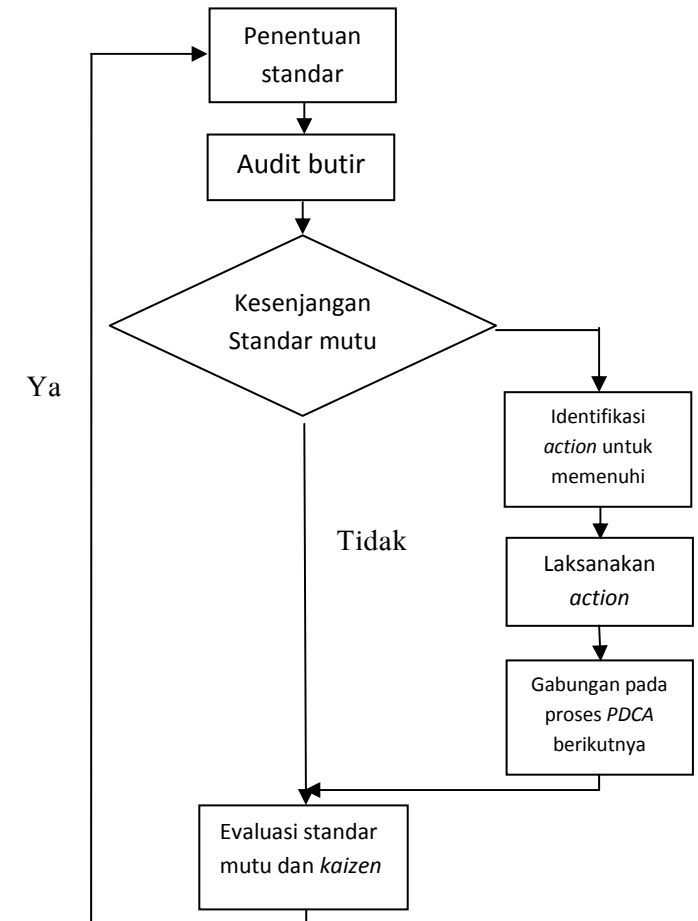 Penentuan
standar
Audit butir
Kesenjangan
Standar mutu
Ya
Identifikasi
action untuk
memenuhi
Tidak
Laksanakan
action
Gabungan pada
proses PDCA
berikutnya
Evaluasi standar
mutu dan kaizen